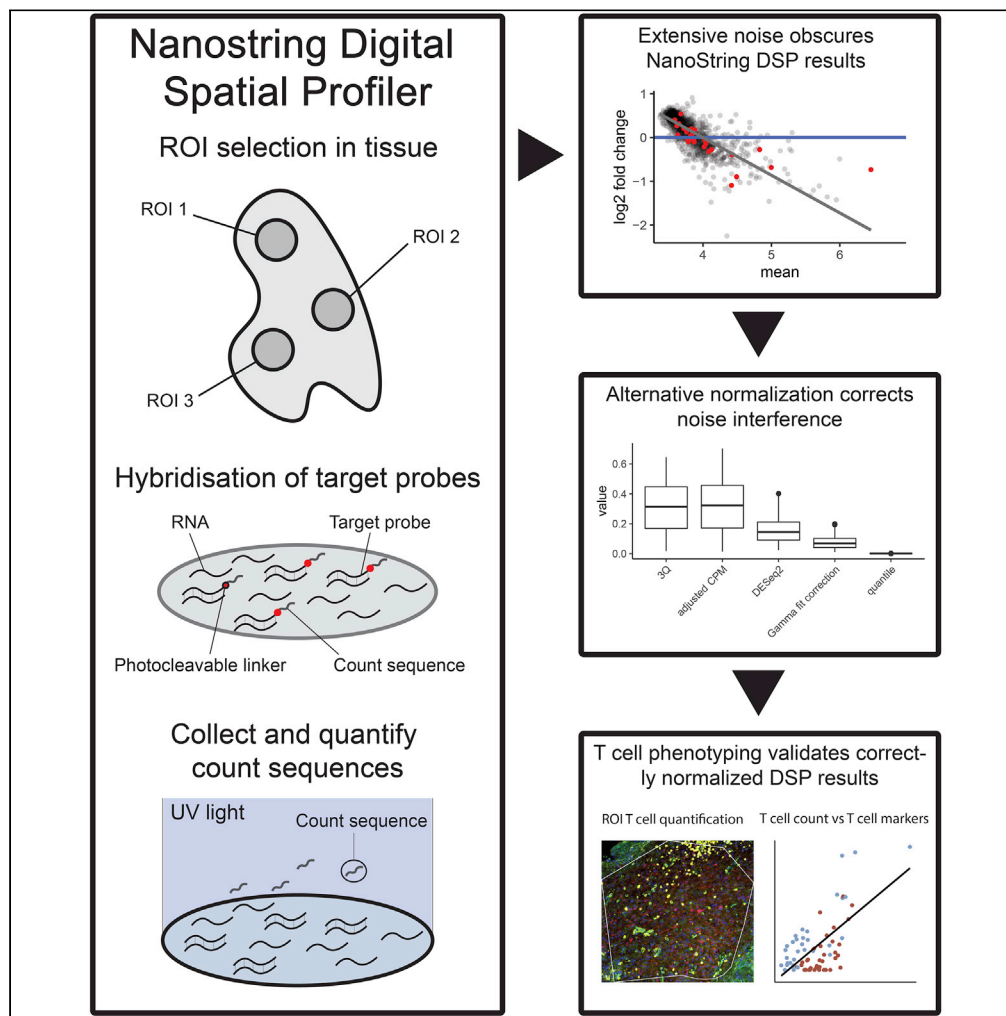 Nanostring Digital
Spatial Profiler
ROI selection in tissue
ROI 1
ROI 2
ROI 3
Hybridisation of target probes
RNA
Target probe
Photocleavable linker
Count sequence
Collect and quantify
count sequences
UV light
Count sequence
Extensive noise obscures
NanoString DSP results
log2 fold change
1
0
−1
−2
4
5
6
mean
Alternative normalization corrects
noise interference
value
0.6
0.4
0.2
0.0
3Q
adjusted CPM
DESeq2
Gamma fit correction
quantile
T cell phenotyping validates correct-
ly normalized DSP results
ROI T cell quantification
T cell count vs T cell markers